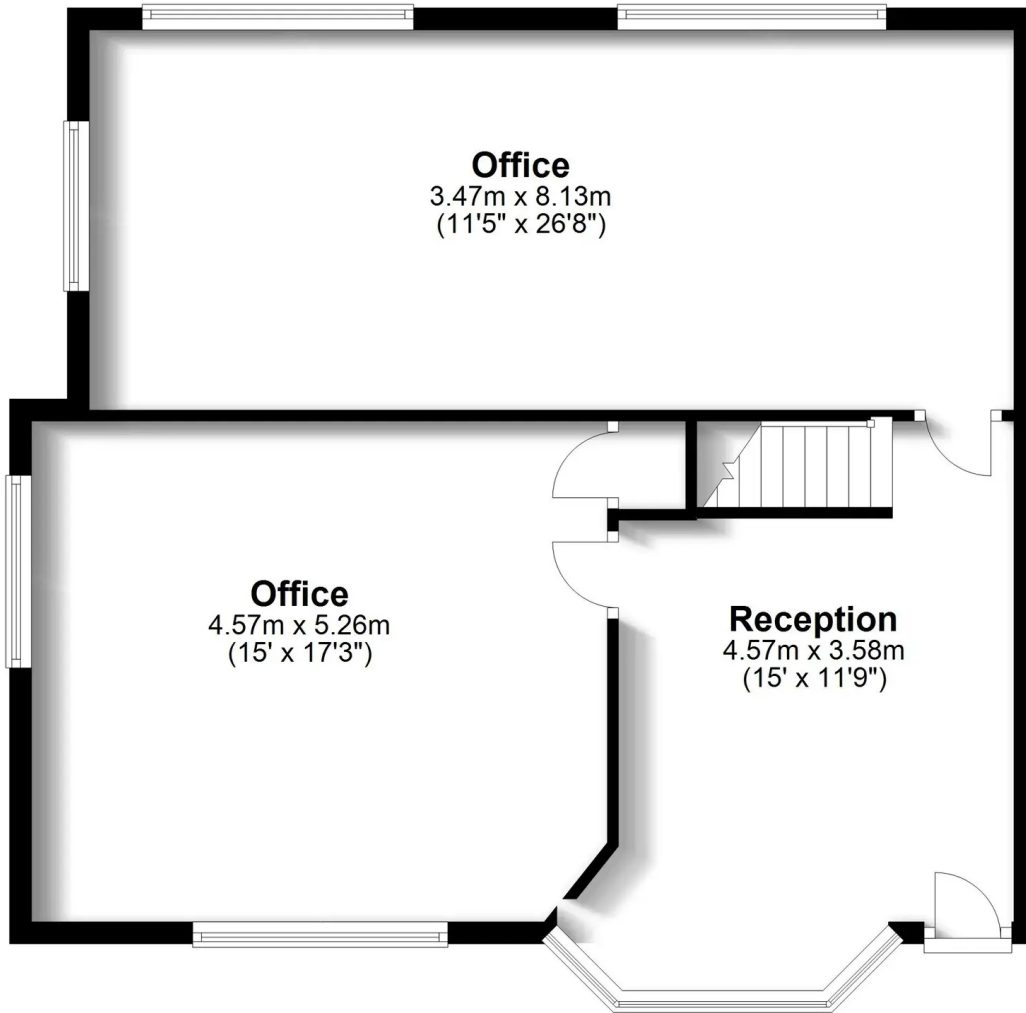 Office
3.47m x 8.13m
(11'5" x 26'8")
Office
4.57m x 5.26m
(15' x 17'3")
Reception
4.57m x 3.58m
(15' x 11'9")